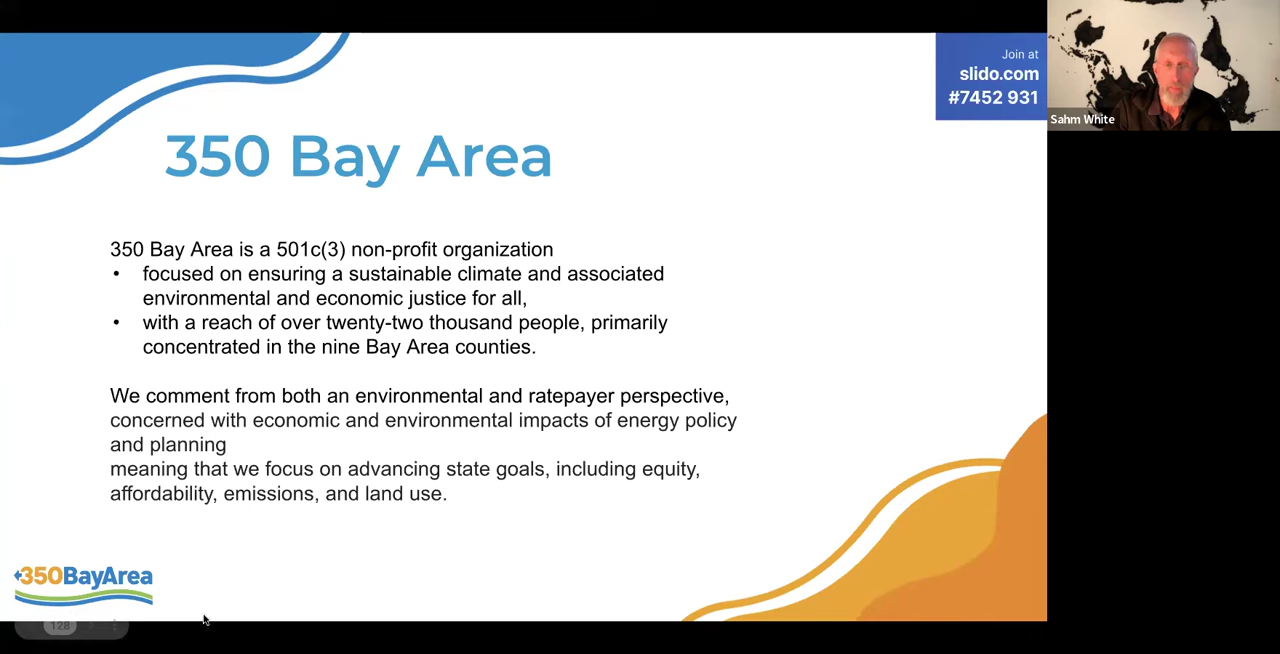 Join at
slido.com
#7452 931
Sahm White
350 Bay Area
350 Bay Area is a 501c(3) non-profit organization
• focused on ensuring a sustainable climate and associated
environmental and economic justice for all,
• with a reach of over twenty-two thousand people, primarily
concentrated in the nine Bay Area counties.
We comment from both an environmental and ratepayer perspective,
concerned with economic and environmental impacts of energy policy
and planning
meaning that we focus on advancing state goals, including equity,
affordability, emissions, and land use.
350BayArea
128